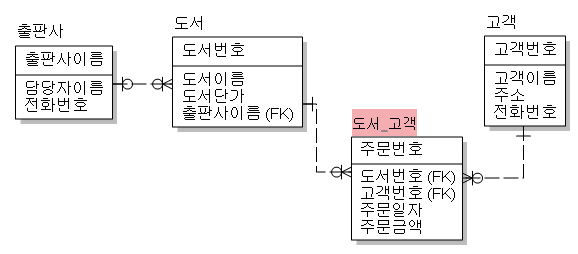 출판사
출판사이름
담당자이름
전화번호
도서
도서번호
도서이름
도서단가
출판사이름 (FK)
고객
고객번호
고객이름
주소
전화번호
도서_고객
주문번호
도서번호 (FK)
고객번호 (FK)
주문일자
주문금액